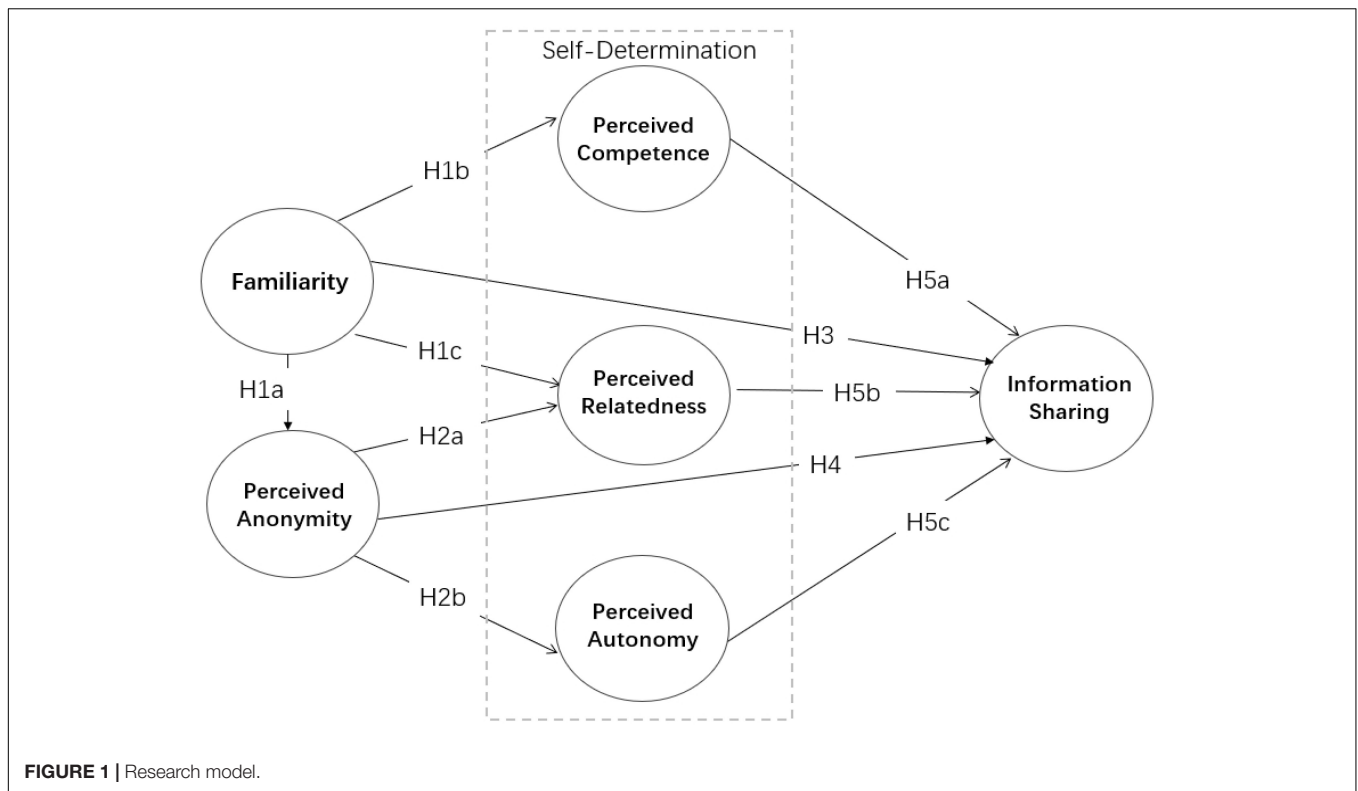 Self-Determination
Perceived
Competence
H1b
Familiarity
H5a
H3
H1c
H1a
Perceived
Relatedness
H5b
Information
Sharing
H2a
H4
Perceived
Anonymity
H5c
H2b
Perceived
Autonomy
FIGURE 1 | Research model.